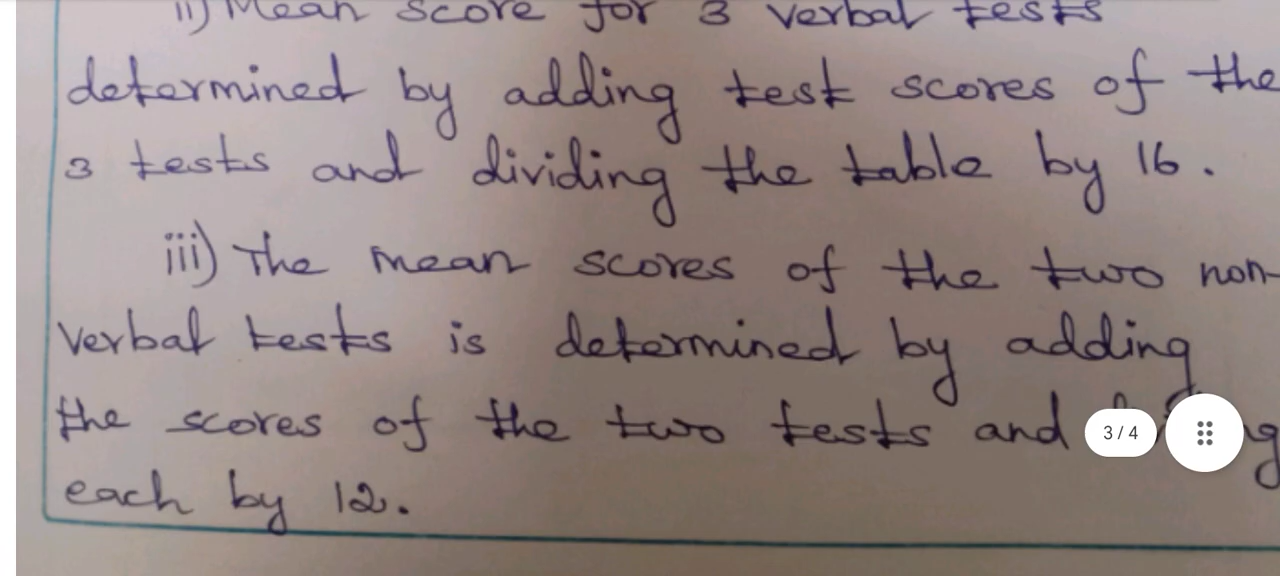 ii) Mean score for 3 verbal tests
determined by adding test scores of the
3 tests and dividing the table by 16.
iii) The mean scores of the two non-
verbal tests is determined by adding
the scores of the two tests and
each by 12.
3 / 4